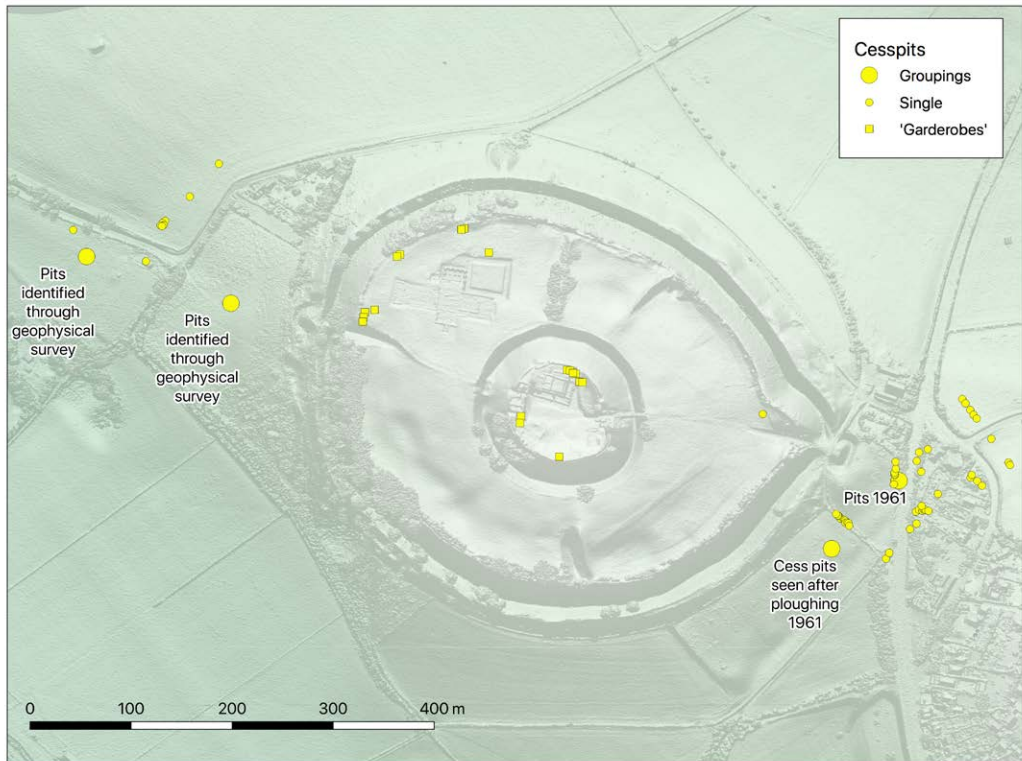 Cesspits
Groupings
Single
'Garderobes'
Pits
identified
through
geophysical
survey
Pits
identified
through
geophysical
survey
Pits 1961
Cess pits
seen after
ploughing
1961
0 100 200 300 400 m